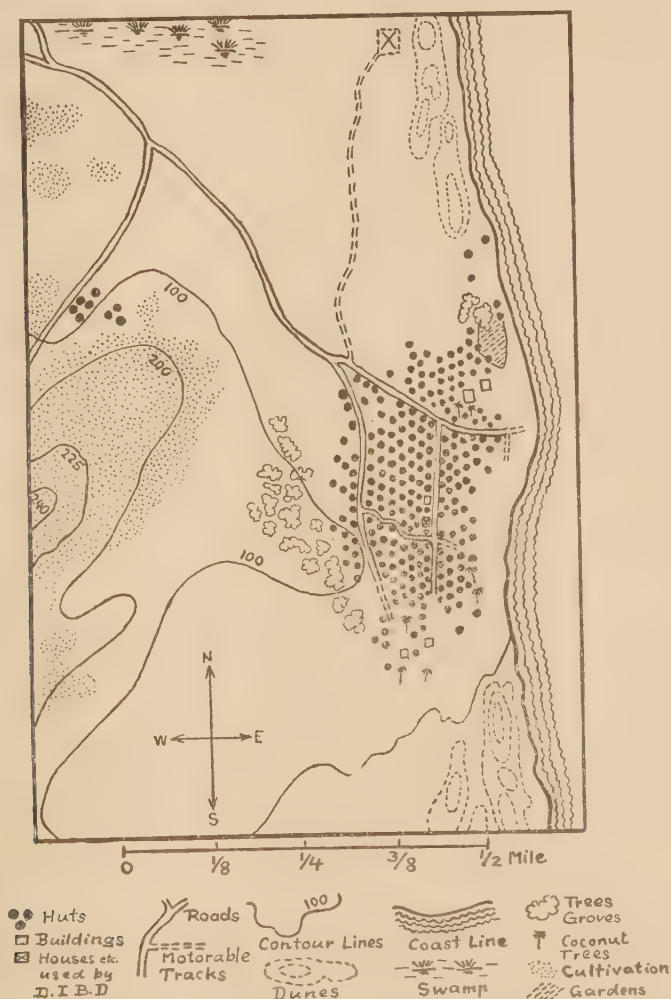 100
200
225
240
100
N
W E
S
0 1/8 1/4 3/8 1/2 Mile
Huts
Buildings
Houses etc.
used by
D.I B.D
Roads
Motorable
Tracks
100
Contour Lines
Dunes
Coast Line
Swamp
Trees
Groves
Coconut
Trees
Cultivation
Gardens